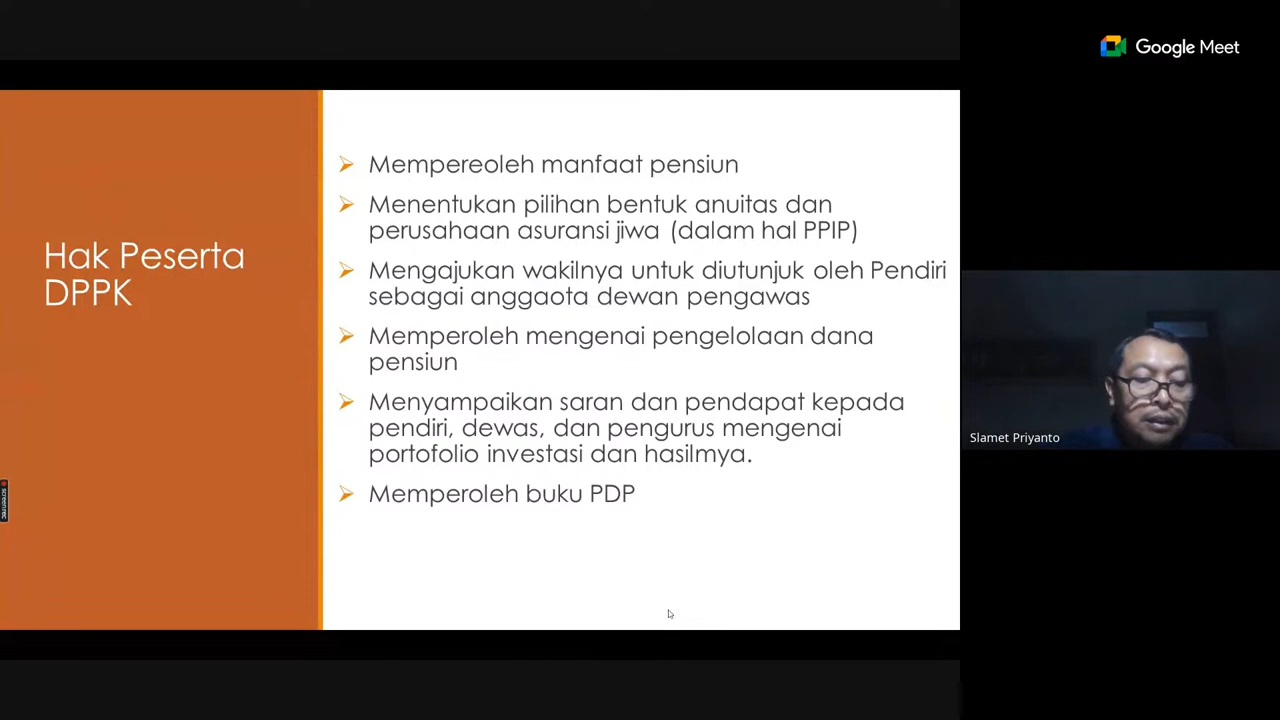 Google Meet
Hak Peserta
DPPK
Mempereoleh manfaat pensiun
Menentukan pilihan bentuk anuitas dan
perusahaan asuransi jiwa (dalam hal PPIP)
Mengajukan wakilnya untuk diutunjuk oleh Pendiri
sebagai anggaota dewan pengawas
Memperoleh mengenai pengelolaan dana
pensiun
Menyampaikan saran dan pendapat kepada
pendiri, dewas, dan pengurus mengenai
portofolio investasi dan hasilmya.
Memperoleh buku PDP
Slamet Priyanto
screenrec